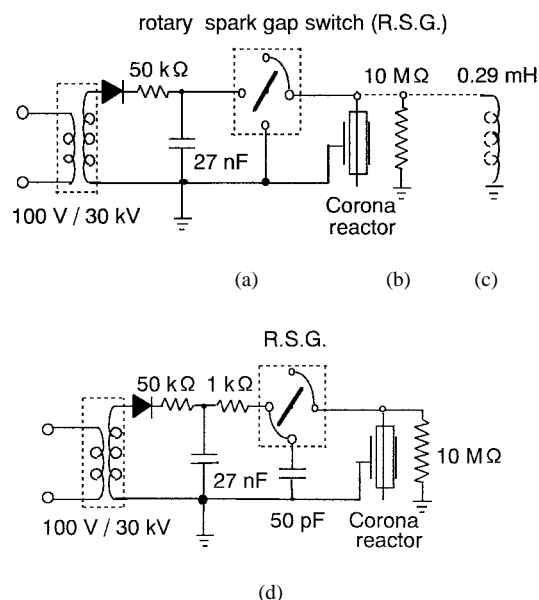 rotary spark gap switch (R.S.G.)
50 kΩ
10 MΩ
0.29 mH
27 nF
100 V / 30 kV
Corona
reactor
(a)
(b)
(c)
R.S.G.
50 kΩ
1 kΩ
27 nF
10 MΩ
50 pF
100 V / 30 kV
Corona
reactor
(d)